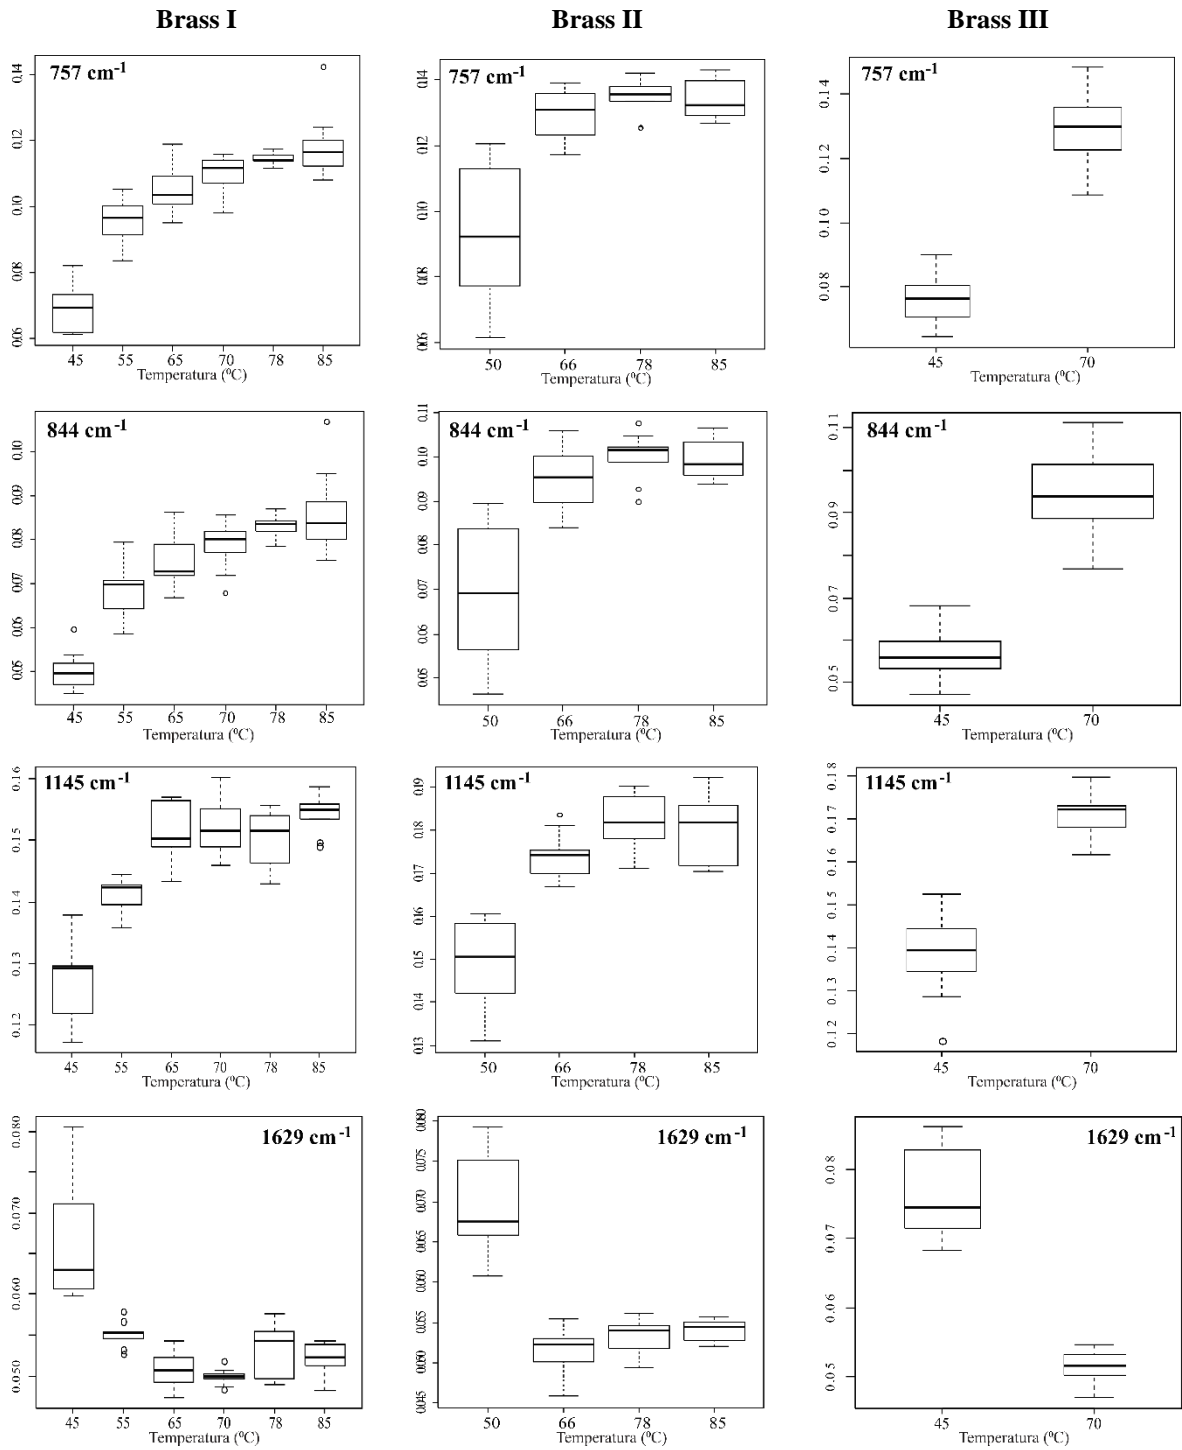 Brass I
Brass II
Brass III
757 cm-1
0.14
0.12
0.10
0.08
0.06
45 55 65 70 78 85
Temperatura (ºC)
757 cm-1
0.14
0.12
0.10
0.08
0.06
50 66 78 85
Temperatura (ºC)
757 cm-1
0.14
0.12
0.10
0.08
45 70
Temperatura (ºC)
844 cm-1
0.10
0.09
0.08
0.07
0.06
0.05
45 55 65 70 78 85
Temperatura (ºC)
844 cm-1
0.11
0.10
0.09
0.08
0.07
0.06
0.05
50 66 78 85
Temperatura (ºC)
844 cm-1
0.11
0.09
0.07
0.05
45 70
Temperatura (ºC)
1145 cm-1
0.16
0.15
0.14
0.13
0.12
45 55 65 70 78 85
Temperatura (ºC)
1145 cm-1
0.19
0.18
0.17
0.16
0.15
0.14
0.13
50 66 78 85
Temperatura (ºC)
1145 cm-1
0.18
0.17
0.16
0.15
0.14
0.13
0.12
45 70
Temperatura (ºC)
1629 cm-1
0.080
0.070
0.060
0.050
45 55 65 70 78 85
Temperatura (ºC)
1629 cm-1
0.080
0.075
0.070
0.065
0.060
0.055
0.050
0.045
50 66 78 85
Temperatura (ºC)
1629 cm-1
0.08
0.07
0.06
0.05
45 70
Temperatura (ºC)